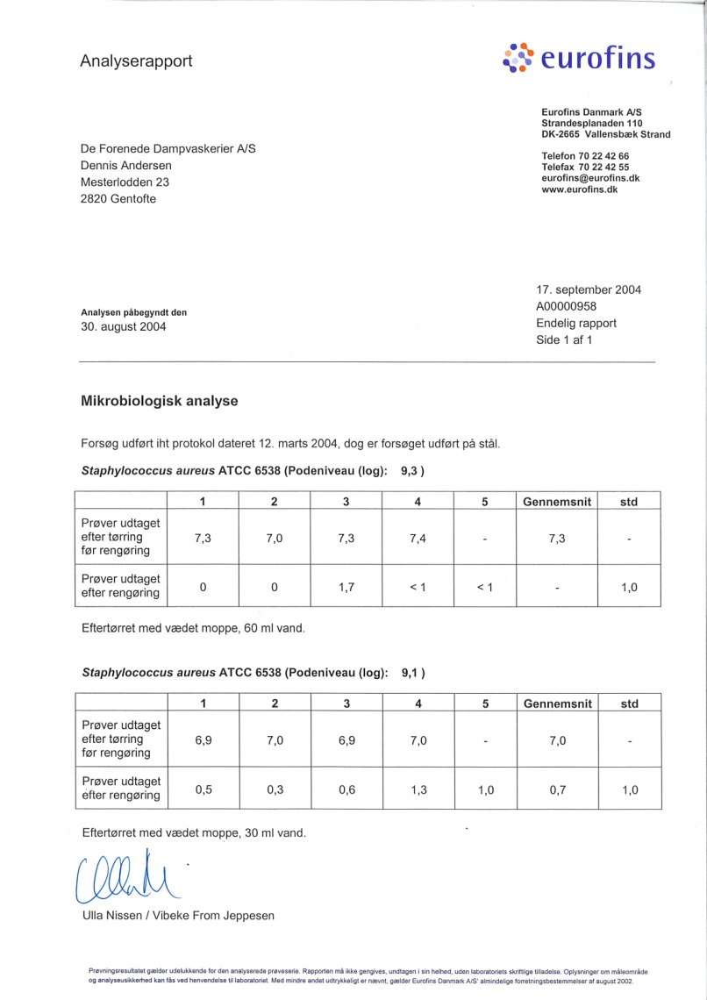 Analyserapport
eurofins
Eurofins Danmark A/S
Strandesplanaden 110
DK-2665 Vallensbæk Strand
Telefon 70 22 42 66
Telefax 70 22 42 55
eurofins@eurofins.dk
www.eurofins.dk
De Forenede Dampvaskerier A/S
Dennis Andersen
Mesterlodden 23
2820 Gentofte
17. september 2004
A00000958
Endelig rapport
Side 1 af 1
Analysen påbegyndt den
30. august 2004
Mikrobiologisk analyse
Forsøg udført iht protokol dateret 12. marts 2004, dog er forsøget udført på stål.
Staphylococcus aureus ATCC 6538 (Podeniveau (log): 9,3 )
1 2 3 4 5 Gennemsnit std
Prøver udtaget
efter tørring
før rengøring
7,3 7,0 7,3 7,4 - 7,3 -
Prøver udtaget
efter rengøring
0 0 1,7 < 1 < 1 - 1,0
Eftertørret med vædet moppe, 60 ml vand.
Staphylococcus aureus ATCC 6538 (Podeniveau (log): 9,1 )
1 2 3 4 5 Gennemsnit std
Prøver udtaget
efter tørring
før rengøring
6,9 7,0 6,9 7,0 - 7,0 -
Prøver udtaget
efter rengøring
0,5 0,3 0,6 1,3 1,0 0,7 1,0
Eftertørret med vædet moppe, 30 ml vand.
Ulla Nissen / Vibeke From Jeppesen
Prøvningsresultatet gælder udelukkende for den analyserede prøveserie. Rapporten må ikke gengives, undtagen i sin helhed, uden laboratoriets skriftlige tilladelse. Oplysninger om måleområde
og analyseusikkerhed kan fås ved henvendelse til laboratoriet. Med mindre andet udtrykkeligt er nævnt, gælder Eurofins Danmark A/S' almindelige forretningsbestemmelser af august 2002.